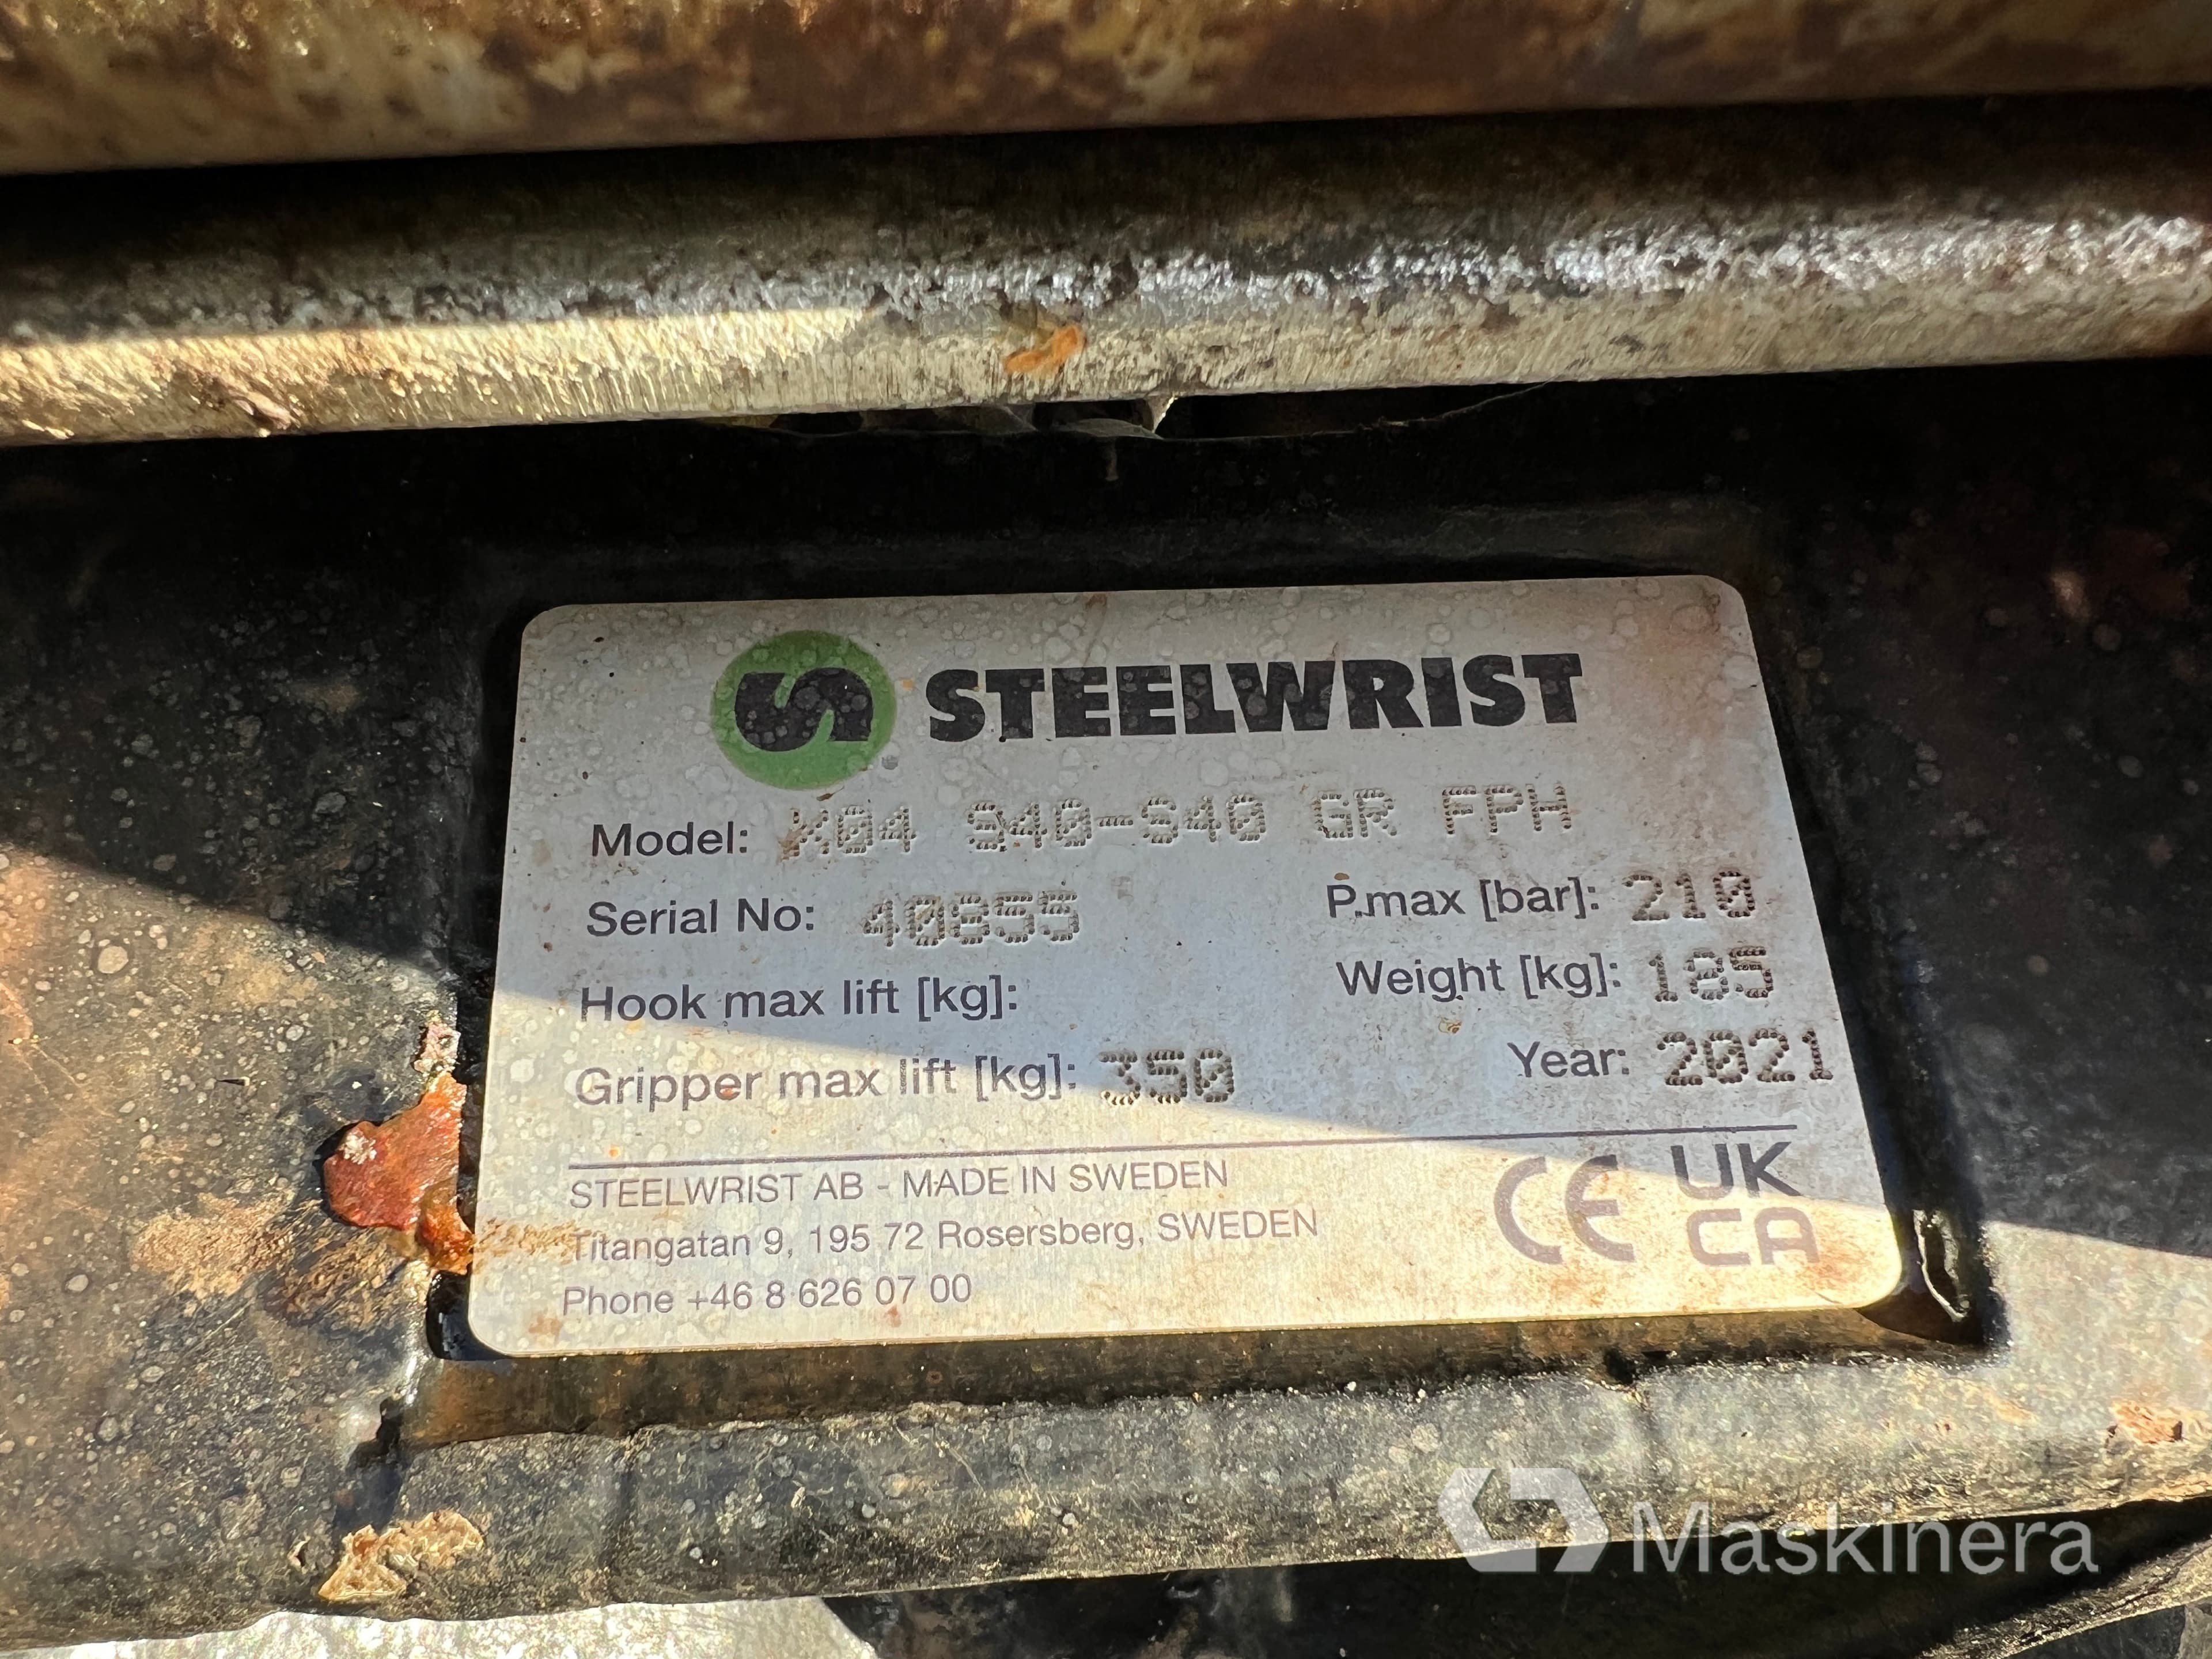 STEELWRIST
Model: X04 S40-S40 GR FPH
Serial No: 40855
P.max [bar]: 210
Hook max lift [kg]:
Weight [kg]: 185
Gripper max lift [kg]: 350
Year: 2021
STEELWRIST AB - MADE IN SWEDEN
Titangatan 9, 195 72 Rosersberg, SWEDEN
Phone +46 8 626 07 00
CE
UK
CA
Maskinera